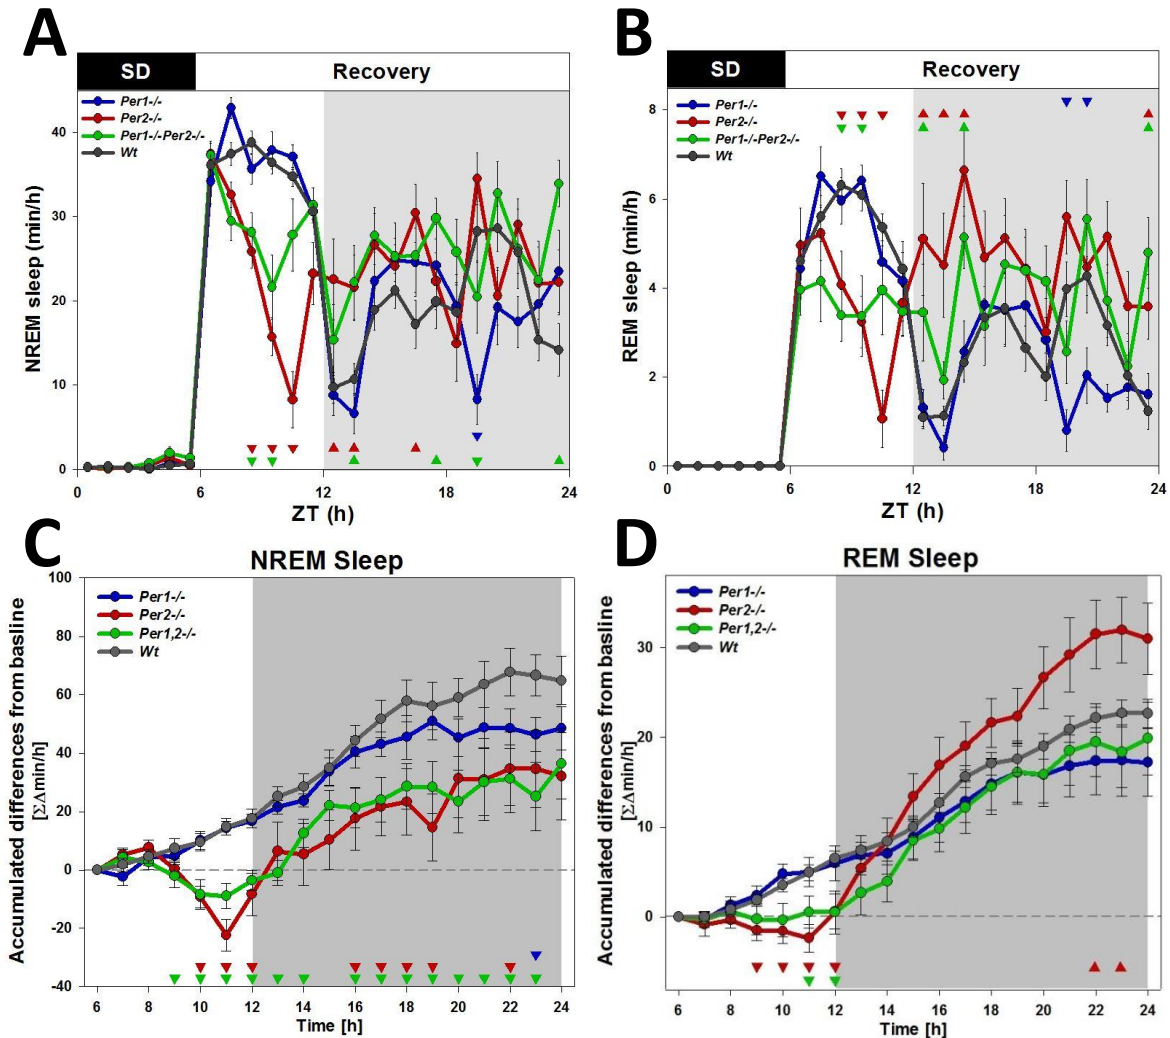 A
SD
Recovery
Per1-/-
Per2-/-
Per1-/-Per2-/-
Wt
NREM sleep (min/h)
40
30
20
10
0
0
6
12
18
24
ZT (h)
B
SD
Recovery
Per1-/-
Per2-/-
Per1-/-Per2-/-
Wt
REM sleep (min/h)
8
6
4
2
0
0
6
12
18
24
ZT (h)
C
NREM Sleep
Per1-/-
Per2-/-
Per1,2-/-
Wt
Accumulated differences from basline
[ΣΔmin/h]
100
80
60
40
20
0
-20
-40
6
8
10
12
14
16
18
20
22
24
Time [h]
D
REM Sleep
Per1-/-
Per2-/-
Per1,2-/-
Wt
Accumulated differences from basline
[ΣΔmin/h]
30
20
10
0
6
8
10
12
14
16
18
20
22
24
Time [h]